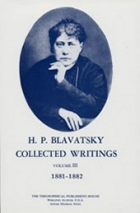 H. P. BLAVATSKY
COLLECTED WRITINGS
VOLUME III
1881-1882
THE THEOSOPHICAL PUBLISHING HOUSE